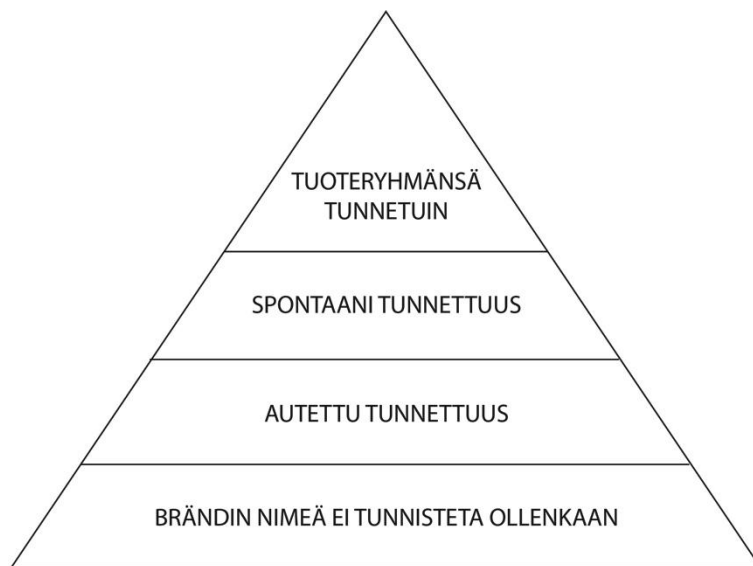 TUOTERYHMÄNSÄ
TUNNETUIN
SPONTAANI TUNNETTUUS
AUTETTU TUNNETTUUS
BRÄNDIN NIMEÄ EI TUNNISTETA OLLENKAAN